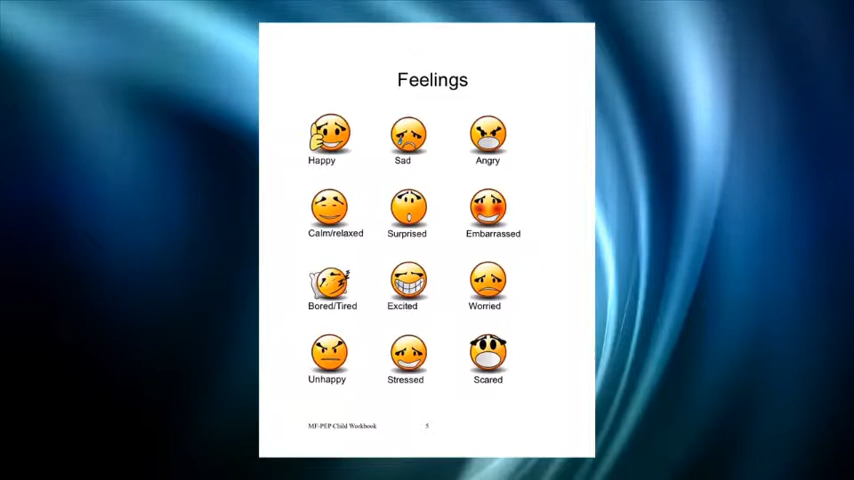 Feelings
Happy Sad Angry
Calm/relaxed Surprised Embarrassed
Bored/Tired Excited Worried
Unhappy Stressed Scared
MF-PEP Child Workbook 5